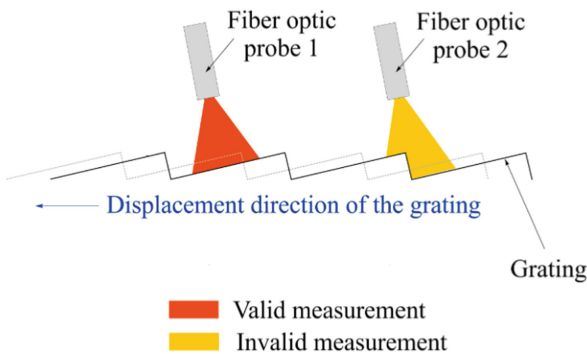 Fiber optic
probe 1
Fiber optic
probe 2
Displacement direction of the grating
Grating
Valid measurement
Invalid measurement